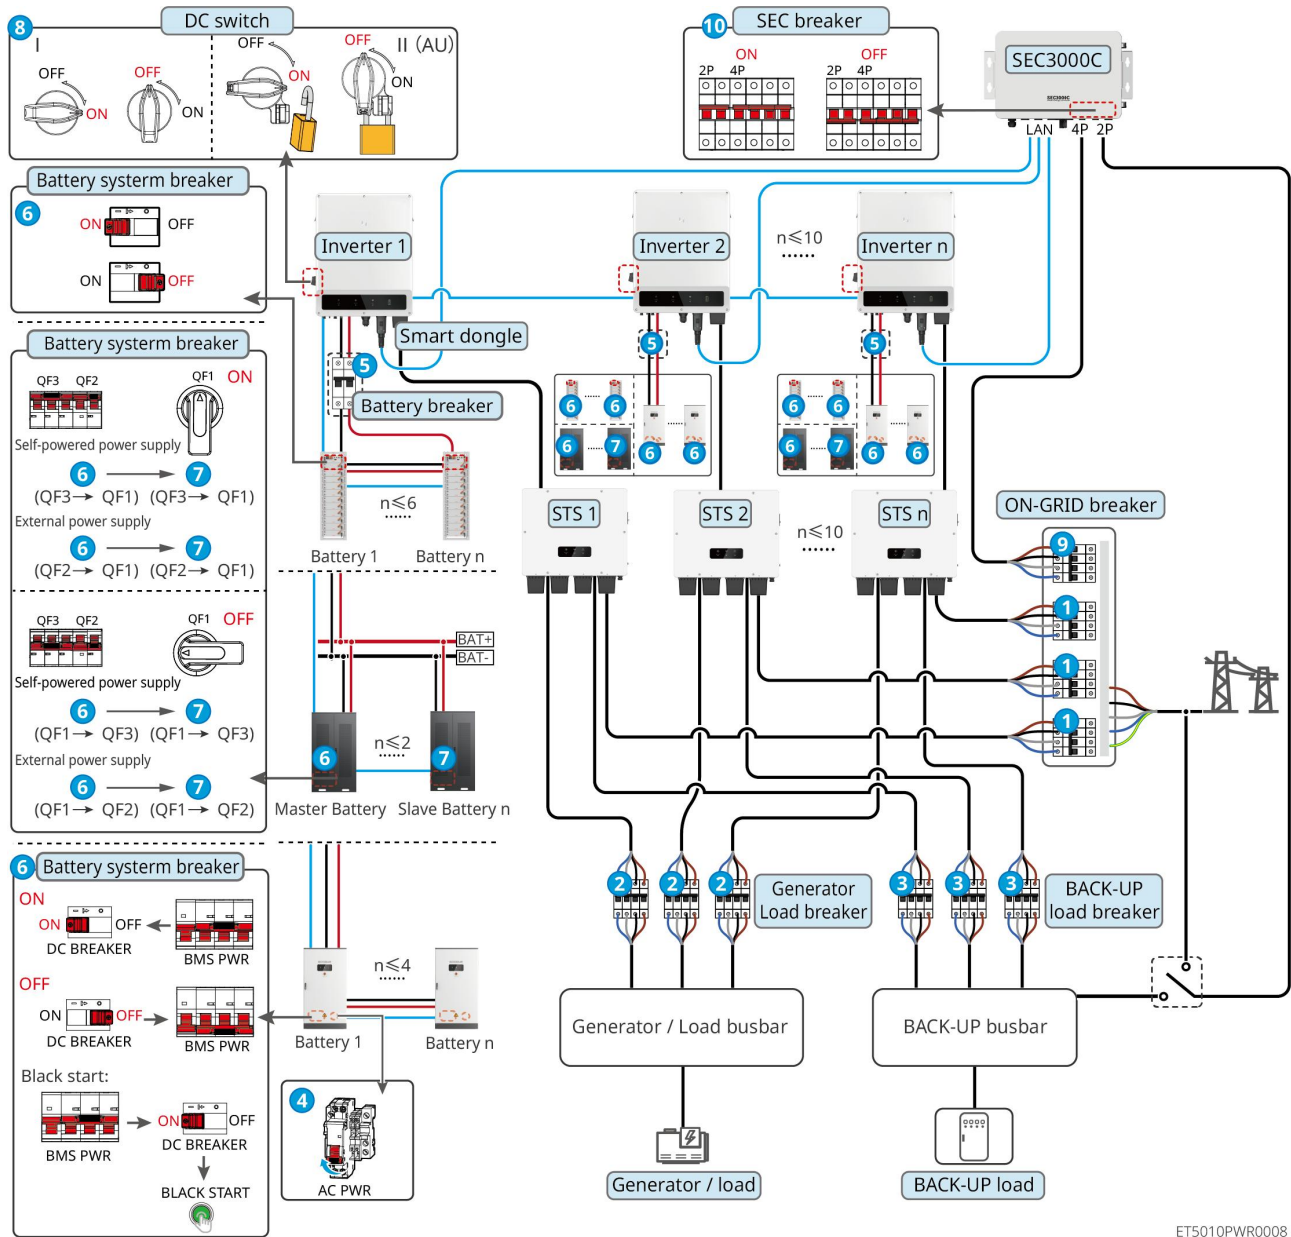 8
DC switch
I
OFF
ON
OFF
ON
OFF
ON
II (AU)
OFF
ON
10
SEC breaker
ON
2P 4P
OFF
2P 4P
SEC3000C
SEC3000C
LAN 4P 2P
Battery systerm breaker
6
ON OFF
ON OFF
Inverter 1
Inverter 2
n≤10
......
Inverter n
Smart dongle
5
Battery breaker
5
5
6 ...... 6
6 ...... 7
6 ...... 6
6 ...... 6
6 ...... 7
6 ...... 6
Battery systerm breaker
QF3 QF2
QF1 ON
Self-powered power supply
6 7
(QF3→ QF1) (QF3→ QF1)
External power supply
6 7
(QF2→ QF1) (QF2→ QF1)
n≤6
......
Battery 1
Battery n
STS 1
STS 2
n≤10
......
STS n
ON-GRID breaker
9
1
1
1
QF3 QF2
QF1 OFF
Self-powered power supply
6 7
(QF1→ QF3) (QF1→ QF3)
External power supply
6 7
(QF1→ QF2) (QF1→ QF2)
BAT+
BAT-
6
n≤2
......
7
Master Battery
Slave Battery n
6
Battery systerm breaker
ON
ON OFF
DC BREAKER
BMS PWR
OFF
ON OFF
DC BREAKER
BMS PWR
Black start:
BMS PWR
ON OFF
DC BREAKER
BLACK START
n≤4
......
Battery 1
Battery n
4
AC PWR
2
2
2
Generator
Load breaker
3
3
3
BACK-UP
load breaker
Generator / Load busbar
BACK-UP busbar
Generator / load
BACK-UP load
ET5010PWR0008